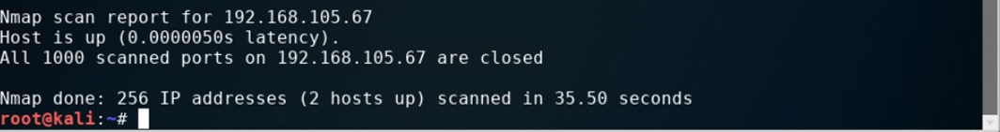 Nmap scan report for 192.168.105.67
Host is up (0.0000050s latency).
All 1000 scanned ports on 192.168.105.67 are closed
Nmap done: 256 IP addresses (2 hosts up) scanned in 35.50 seconds
root@kali:~#